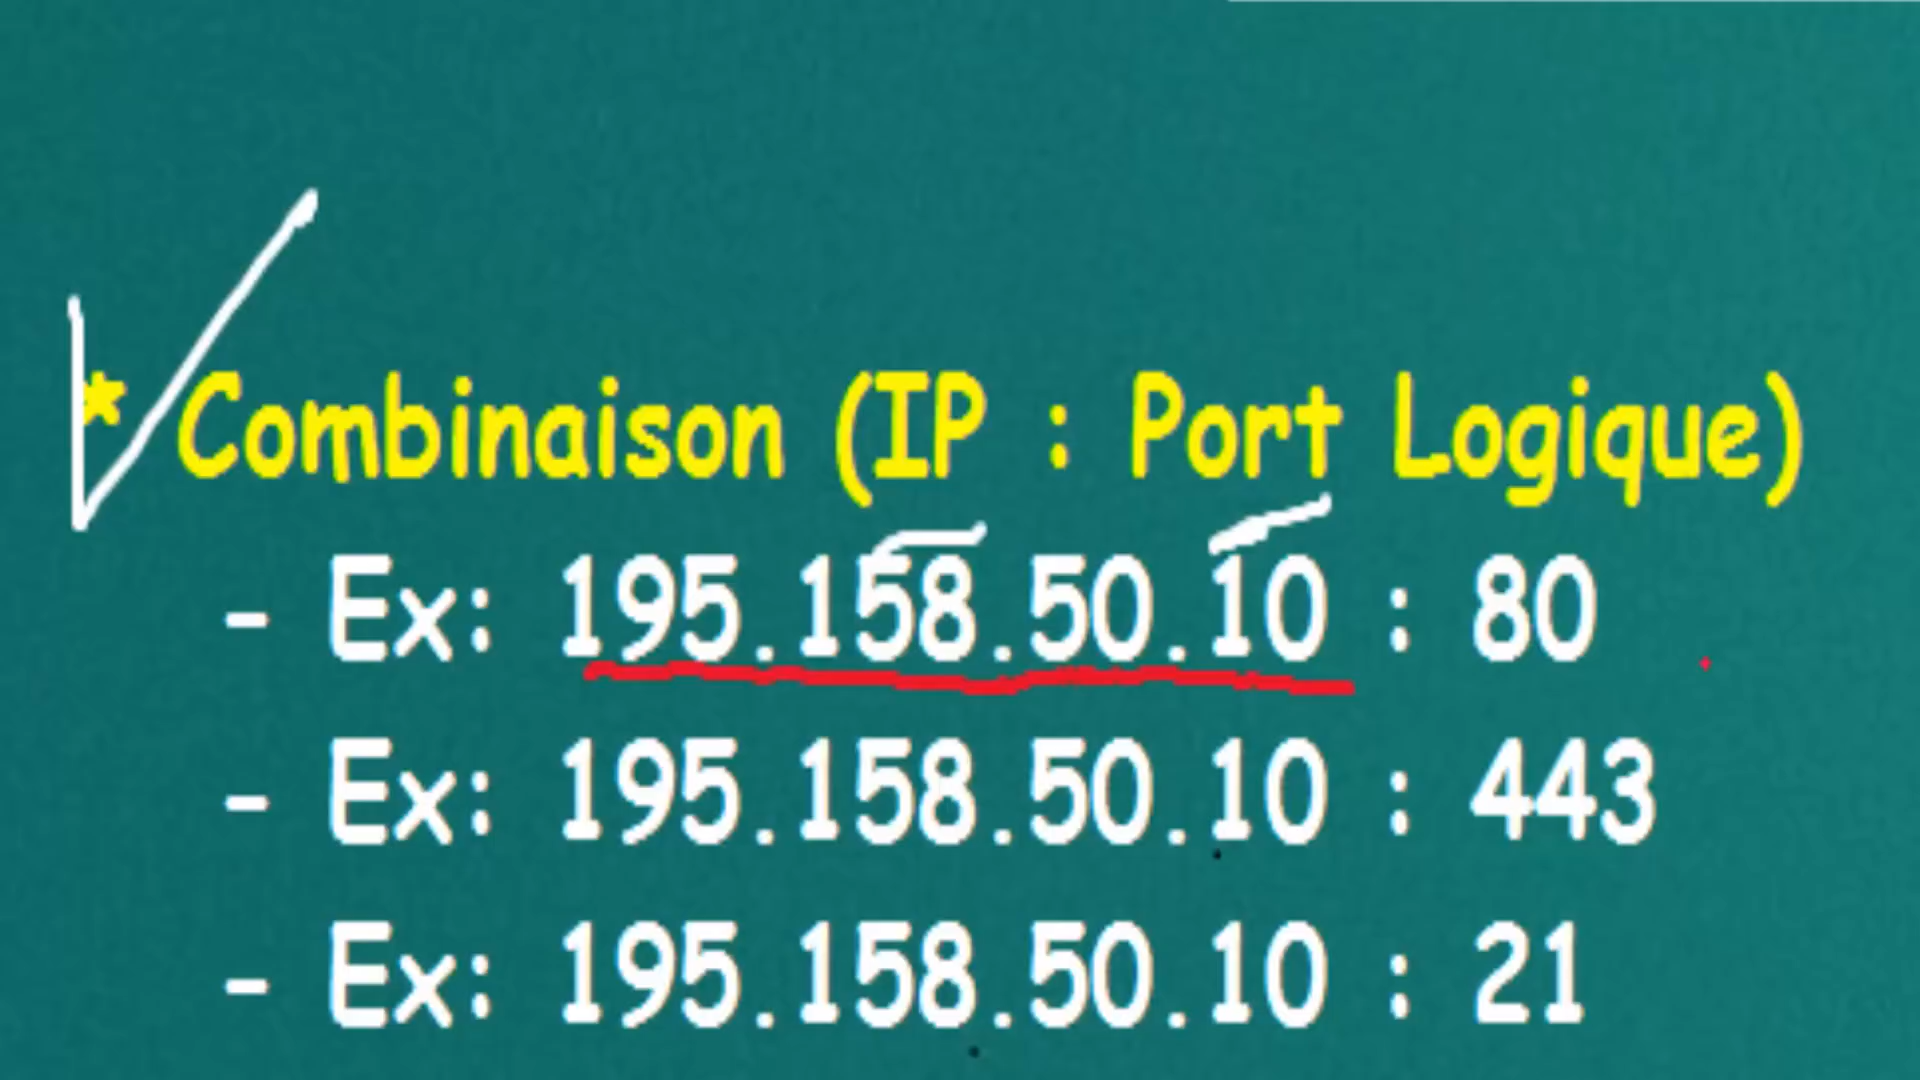 * Combinaison (IP : Port Logique)
- Ex: 195.158.50.10 : 80
- Ex: 195.158.50.10 : 443
- Ex: 195.158.50.10 : 21